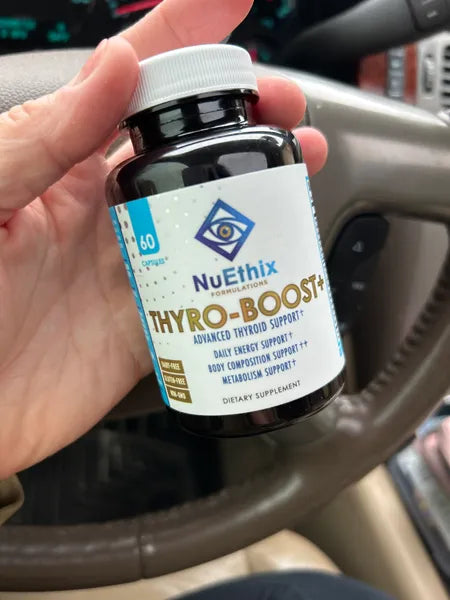 60
CAPSULES*
NuEthix
FORMULATIONS
THYRO-BOOST+
ADVANCED THYROID SUPPORT†
DAILY ENERGY SUPPORT†
BODY COMPOSITION SUPPORT††
METABOLISM SUPPORT†
DAIRY-FREE
GLUTEN-FREE
NON-GMO
DIETARY SUPPLEMENT